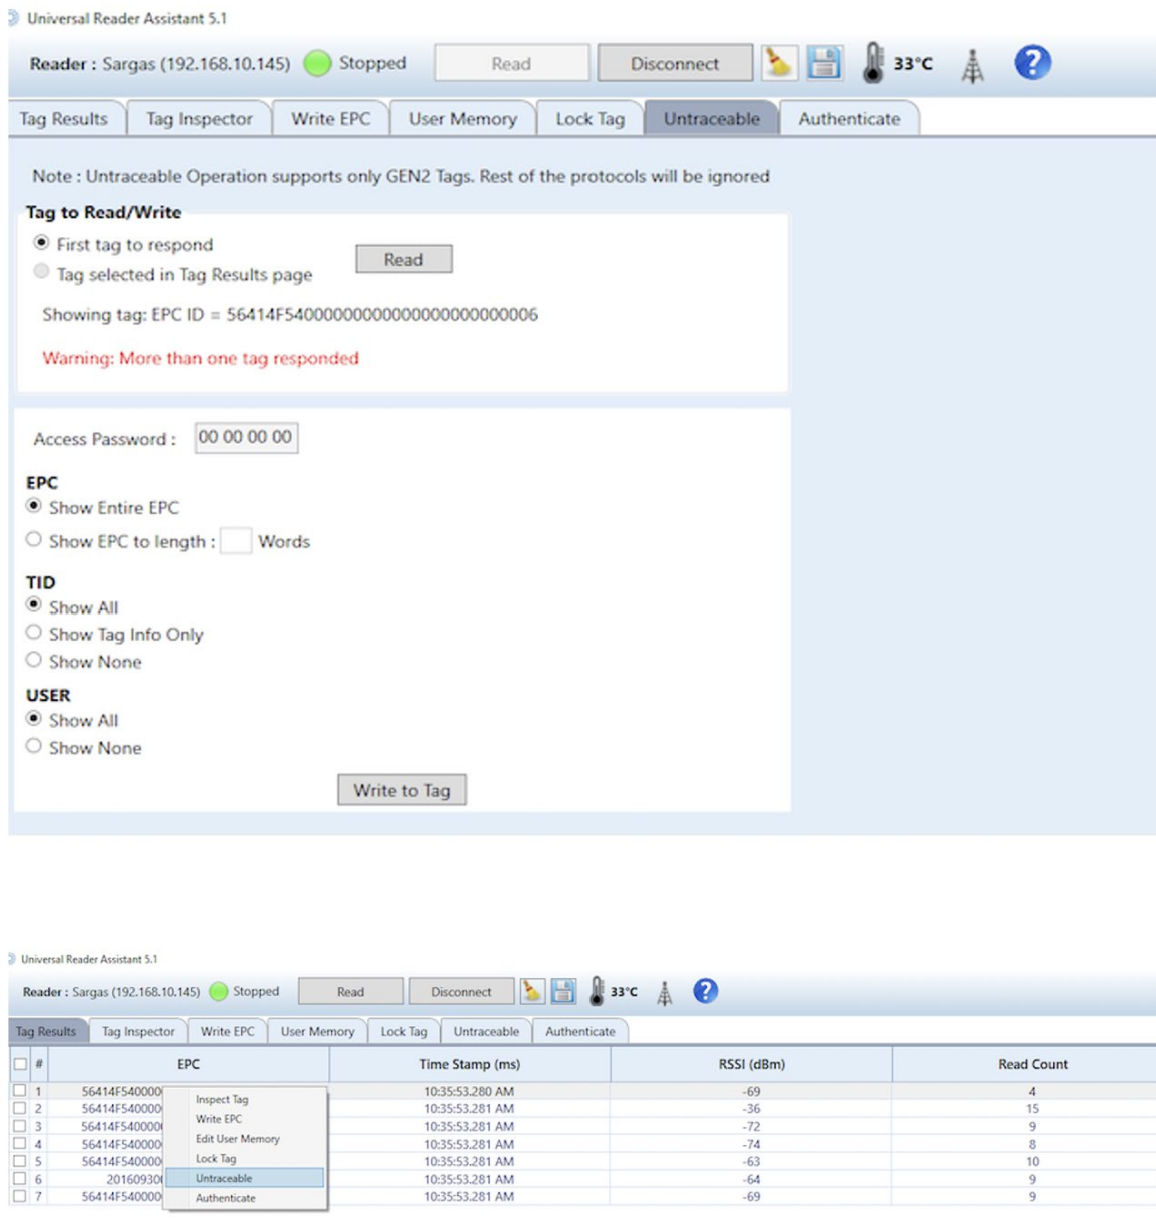 Universal Reader Assistant 5.1
Reader : Sargas (192.168.10.145) Stopped Read Disconnect 33°C ?
Tag Results Tag Inspector Write EPC User Memory Lock Tag Untraceable Authenticate
Note : Untraceable Operation supports only GEN2 Tags. Rest of the protocols will be ignored
Tag to Read/Write
First tag to respond
Read
Tag selected in Tag Results page
Showing tag: EPC ID = 56414F540000000000000000000006
Warning: More than one tag responded
Access Password : 00 00 00 00
EPC
Show Entire EPC
Show EPC to length : Words
TID
Show All
Show Tag Info Only
Show None
USER
Show All
Show None
Write to Tag
Universal Reader Assistant 5.1
Reader : Sargas (192.168.10.145) Stopped Read Disconnect 33°C ?
Tag Results Tag Inspector Write EPC User Memory Lock Tag Untraceable Authenticate
# EPC Time Stamp (ms) RSSI (dBm) Read Count
1 56414F540000 10:35:53.280 AM -69 4
2 56414F540000 10:35:53.281 AM -36 15
3 56414F540000 10:35:53.281 AM -72 9
4 56414F540000 10:35:53.281 AM -74 8
5 56414F540000 10:35:53.281 AM -63 10
6 20160930 10:35:53.281 AM -64 9
7 56414F540000 10:35:53.281 AM -69 9
Inspect Tag
Write EPC
Edit User Memory
Lock Tag
Untraceable
Authenticate